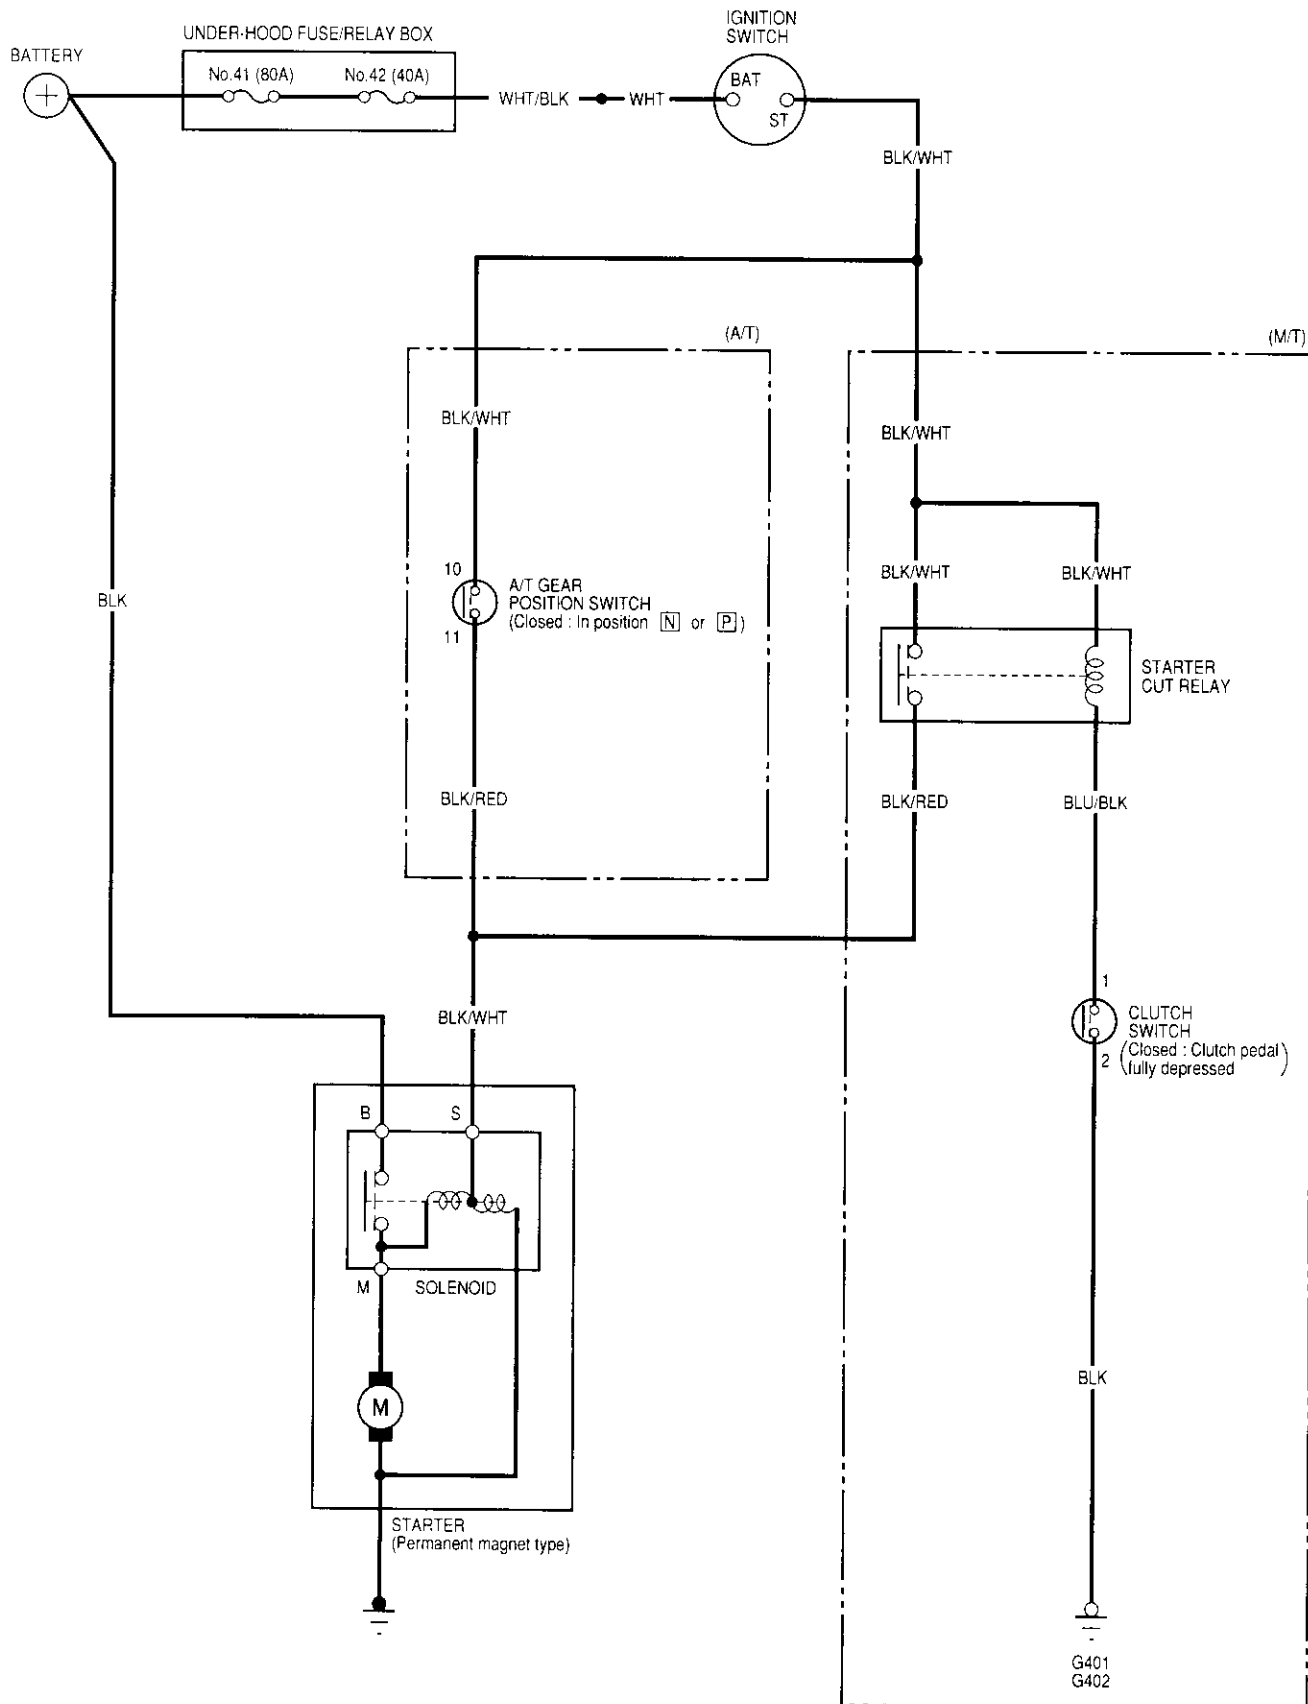 IGNITION
SWITCH
UNDER-HOOD FUSE/RELAY BOX
BATTERY
No.41 (80A)
No.42 (40A)
BAT
+
WHT/BLK
WHT
ST
BLK/WHT
(A/T)
(M/T)
BLK/WHT
BLK/WHT
10
A/T GEAR
POSITION SWITCH
(Closed : In position N or P)
11
BLK/WHT
BLK/WHT
BLK
STARTER
CUT RELAY
BLK/RED
BLK/RED
BLU/BLK
1
CLUTCH
SWITCH
(Closed : Clutch pedal
fully depressed)
2
BLK/WHT
B
S
M
SOLENOID
M
BLK
STARTER
(Permanent magnet type)
G401
G402